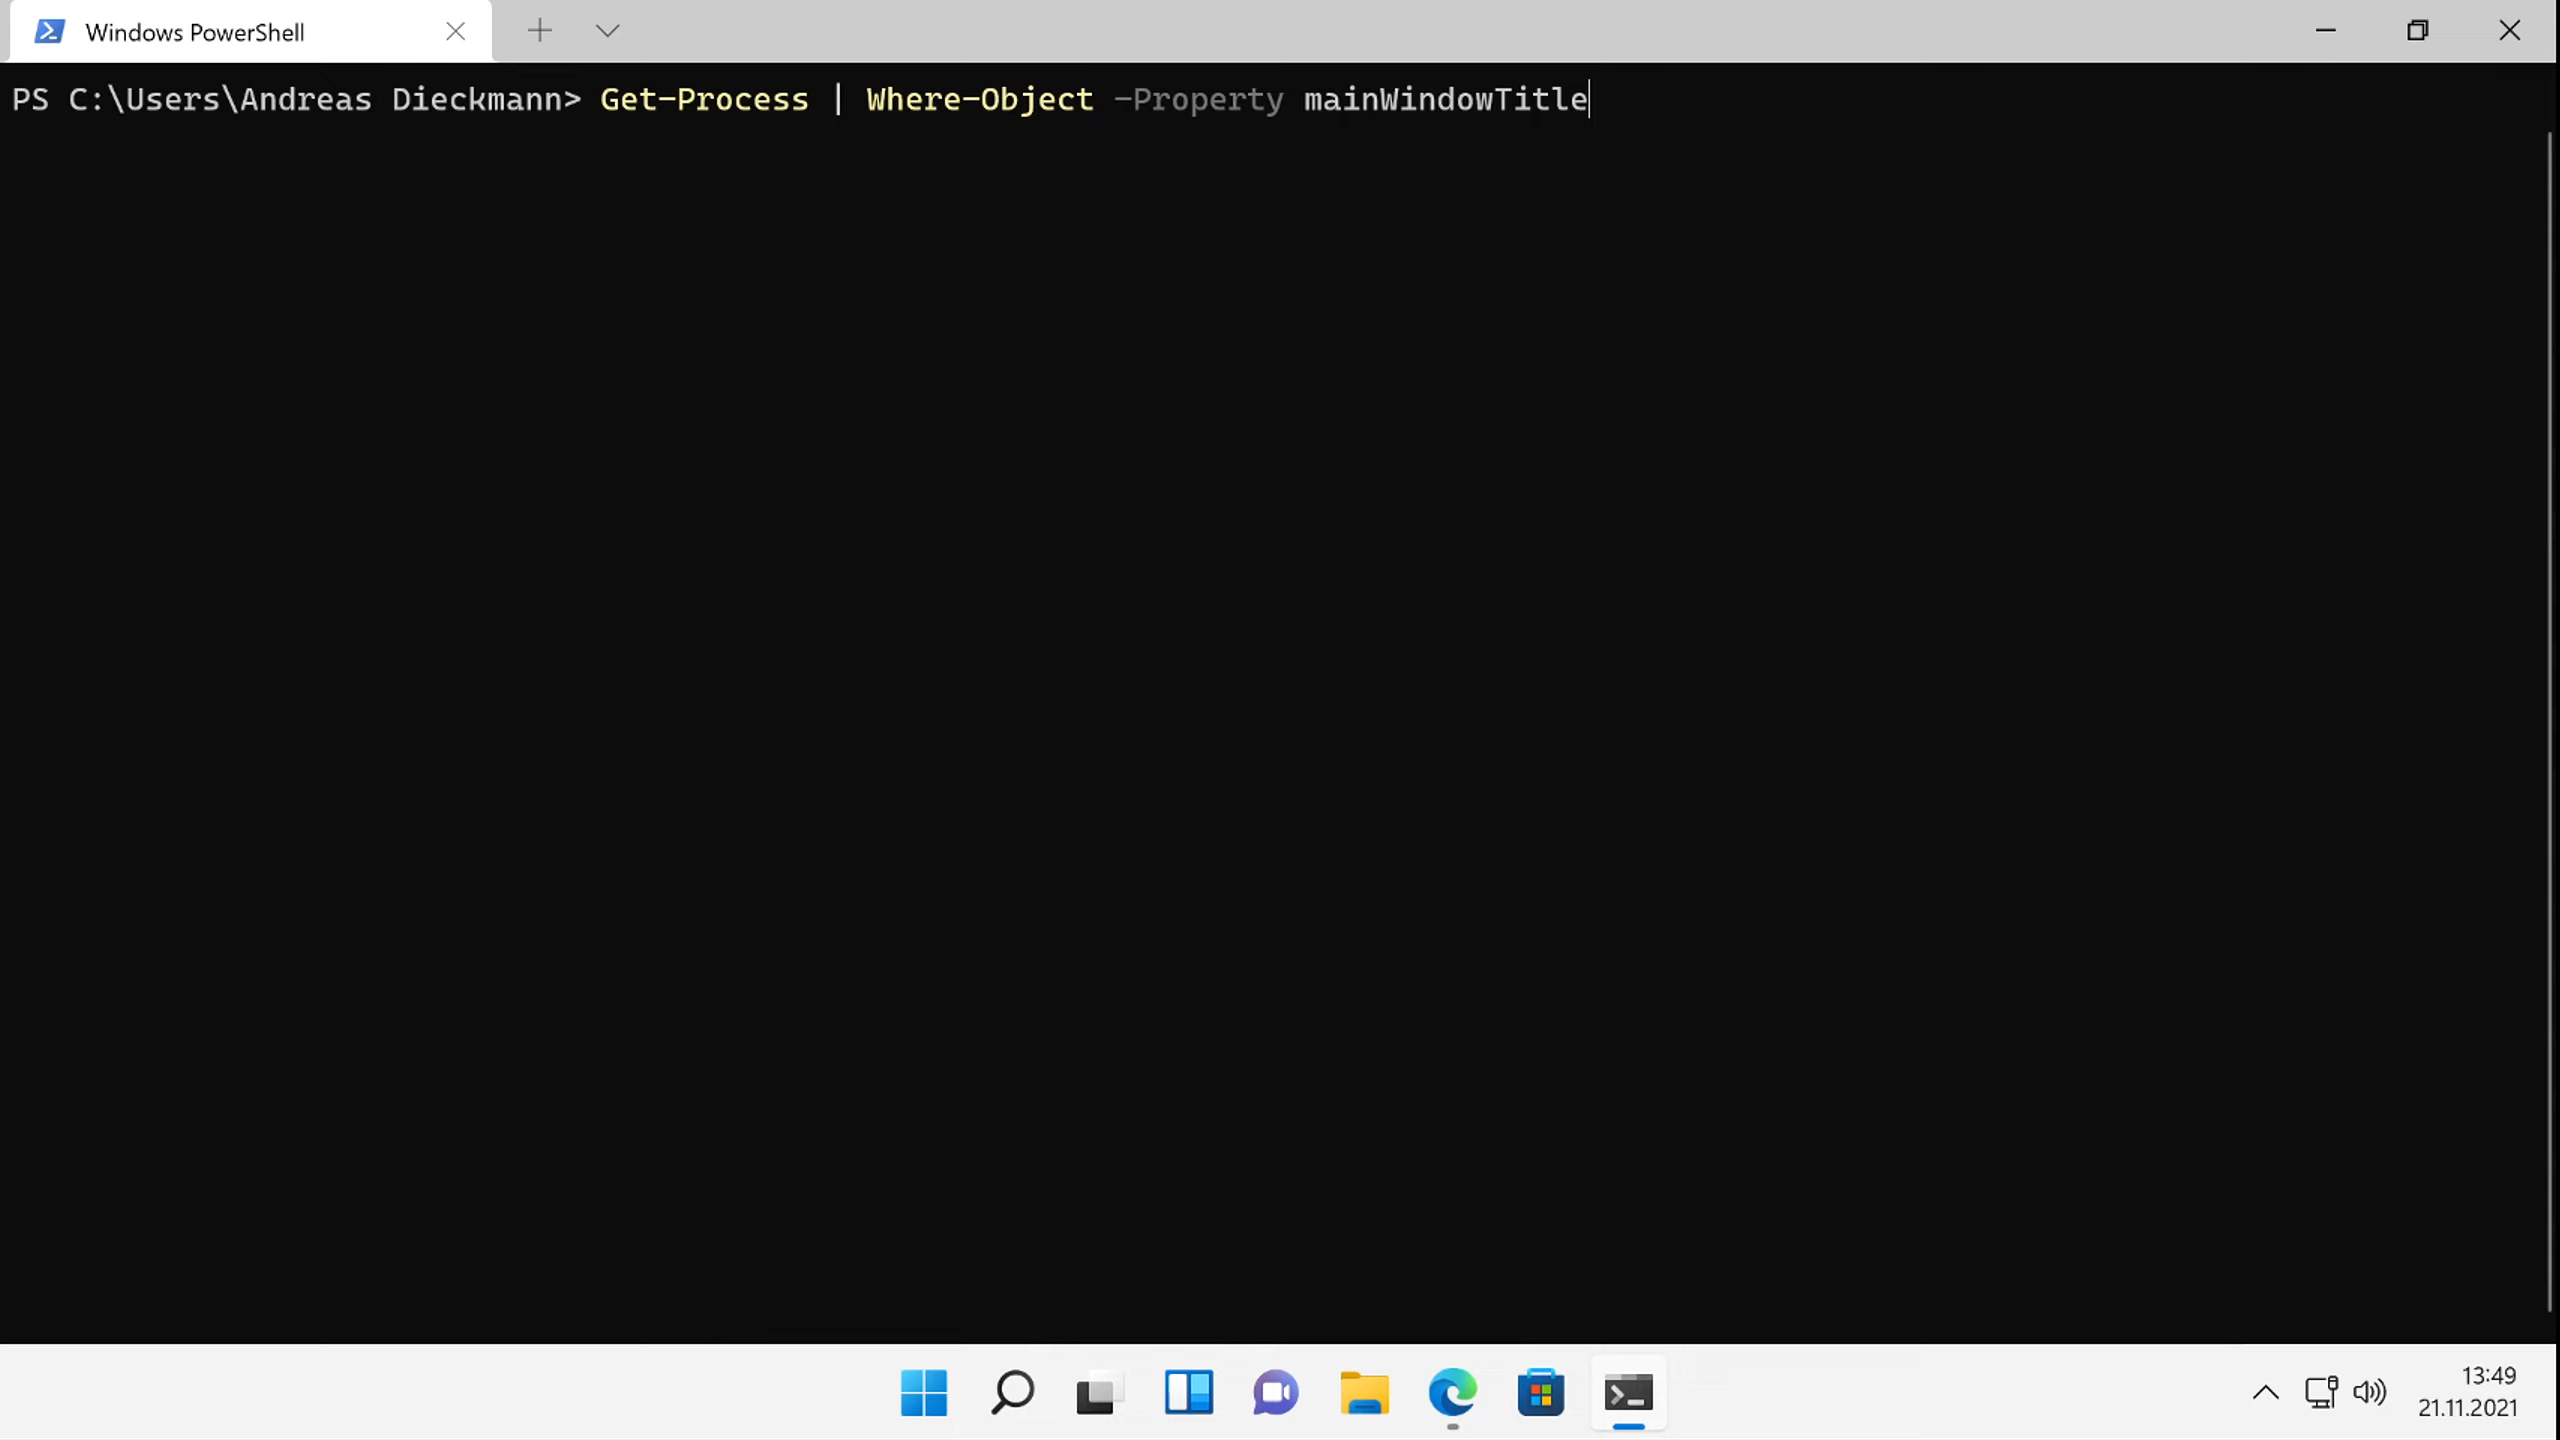 Windows PowerShell
PS C:\Users\Andreas Dieckmann> Get-Process | Where-Object -Property mainWindowTitle
13:49
21.11.2021